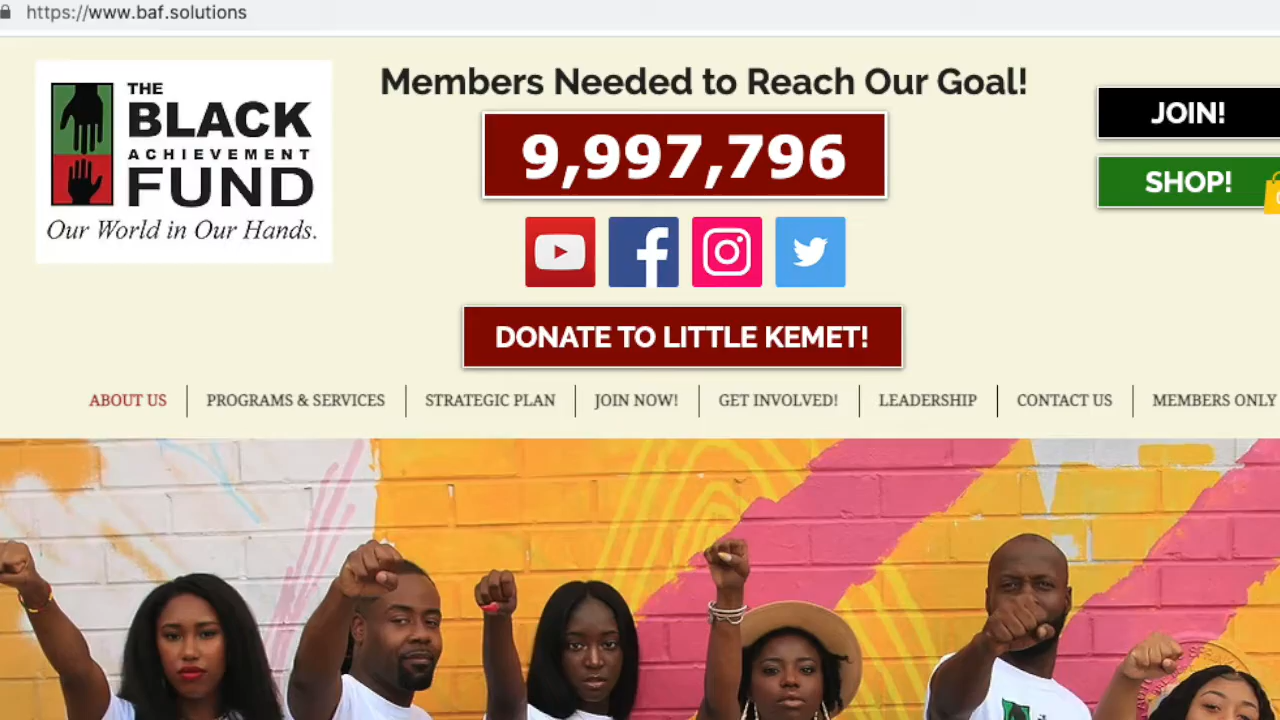 https://www.baf.solutions
THE
BLACK
ACHIEVEMENT
FUND
Our World in Our Hands.
Members Needed to Reach Our Goal!
9,997,796
JOIN!
SHOP!
DONATE TO LITTLE KEMET!
ABOUT US
PROGRAMS & SERVICES
STRATEGIC PLAN
JOIN NOW!
GET INVOLVED!
LEADERSHIP
CONTACT US
MEMBERS ONLY